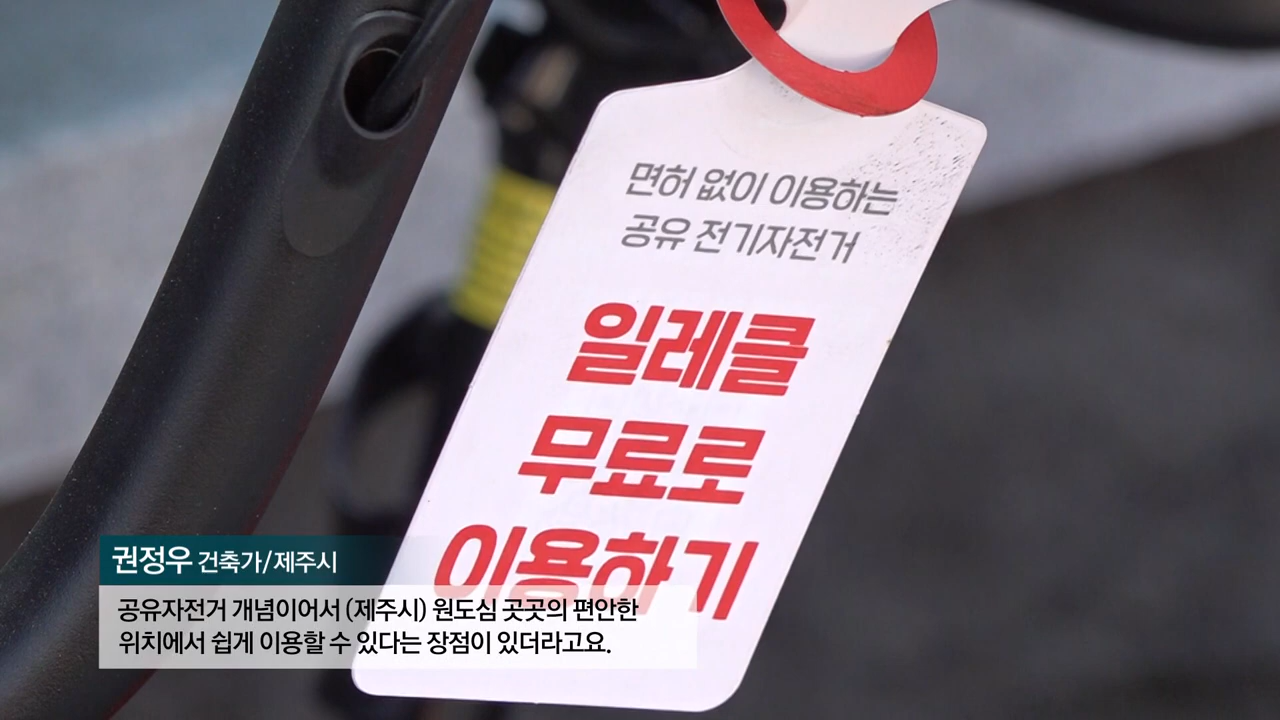 면허 없이 이용하는
공유 전기자전거
일레클
무료로
이용하기
권정우 건축가/제주시
공유자전거 개념이어서 (제주시) 원도심 곳곳의 편안한
위치에서 쉽게 이용할 수 있다는 장점이 있더라고요.